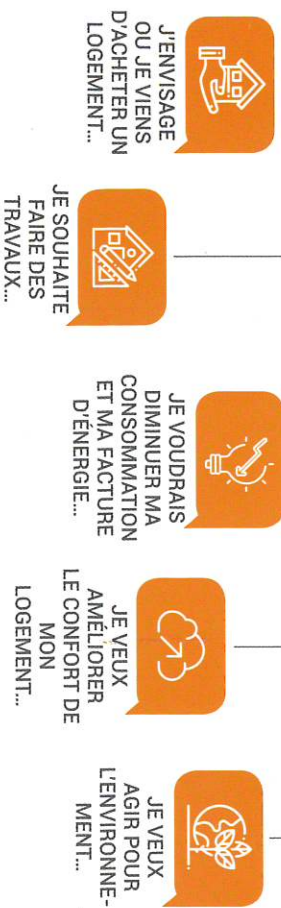 J'ENVISAGE
OU JE VIENS
D'ACHETER UN
LOGEMENT...
JE SOUHAITE
FAIRE DES
TRAVAUX...
JE VOUDRAIS
DIMINUER MA
CONSOMMATION
ET MA FACTURE
D'ÉNERGIE...
JE VEUX
AMÉLIORER
LE CONFORT DE
MON
LOGEMENT...
JE VEUX
AGIR POUR
L'ENVIRONNE-
MENT...